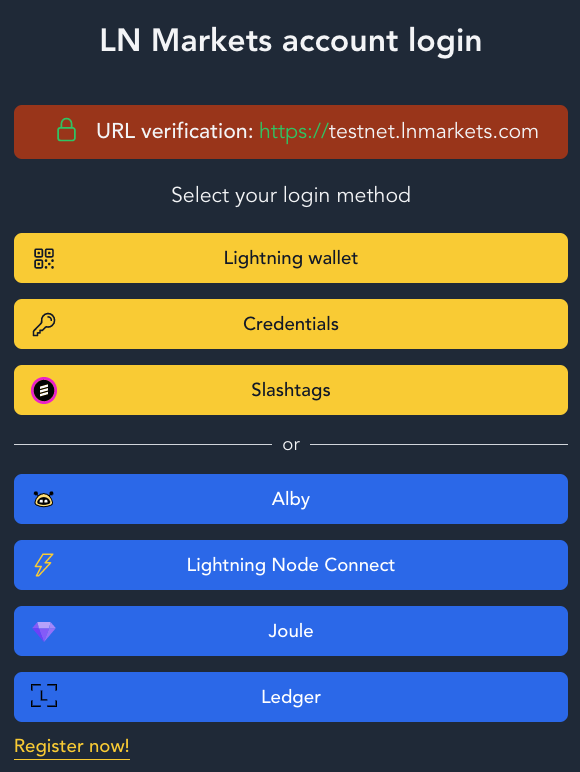 LN Markets account login
URL verification: https://testnet.lnmarkets.com
Select your login method
Lightning wallet
Credentials
Slashtags
or
Alby
Lightning Node Connect
Joule
L
Ledger
Register now!